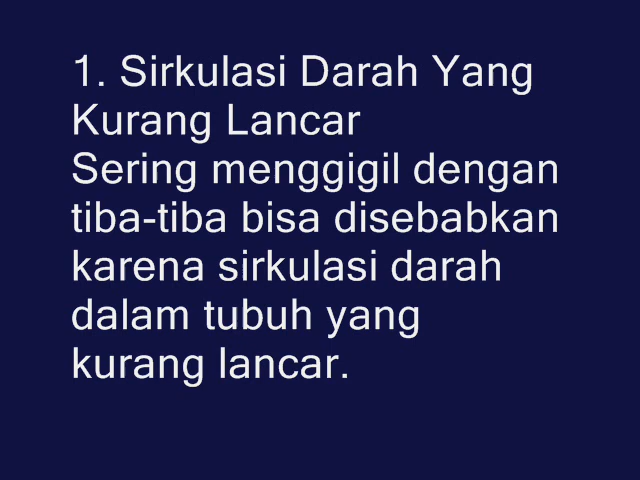 1. Sirkulasi Darah Yang
Kurang Lancar
Sering menggigil dengan
tiba-tiba bisa disebabkan
karena sirkulasi darah
dalam tubuh yang
kurang lancar.